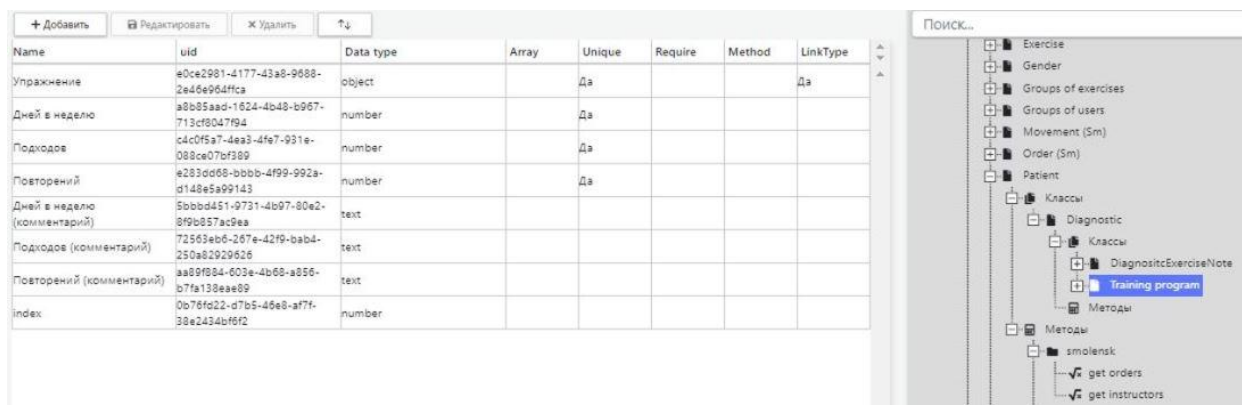 + Добавить Редактировать × Удалить ↑↓
Name uid Data type Array Unique Require Method LinkType
Упражнение e0ce2981-4177-43a8-9688-
2e46e964ffca object Да Да
Дней в неделю a8b85aad-1624-4b48-b967-
713cf8047f94 number Да
Подходов c4c0f5a7-4ea3-4fe7-931e-
088ce07bf389 number Да
Повторений e283dd68-bbbb-4f99-992a-
d148e5a99143 number Да
Дней в неделю
(комментарий) 5bbbd451-9731-4b97-80e2-
8f9b857ac9ea text
Подходов (комментарий) 72563eb6-267e-42f9-bab4-
250a82929626 text
Повторений (комментарий) aa89f884-603e-4b68-a856-
b7fa138eae89 text
index 0b76fd22-d7b5-46e8-af7f-
38e2434bf6f2 number
Поиск...
Exercise
Gender
Groups of exercises
Groups of users
Movement (Sm)
Order (Sm)
Patient
Классы
Diagnostic
Классы
DiagnositcExerciseNote
Training program
Методы
Методы
smolensk
get orders
get instructors